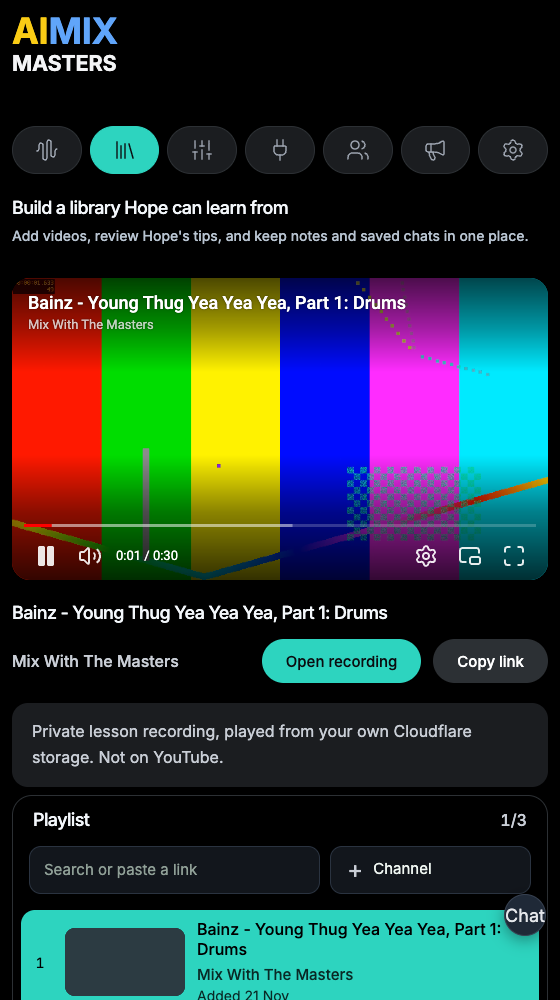 AIMIX
MASTERS
Build a library Hope can learn from
Add videos, review Hope's tips, and keep notes and saved chats in one place.
Bainz - Young Thug Yea Yea Yea, Part 1: Drums
Mix With The Masters
0:01 / 0:30
Bainz - Young Thug Yea Yea Yea, Part 1: Drums
Mix With The Masters
Open recording
Copy link
Private lesson recording, played from your own Cloudflare
storage. Not on YouTube.
Playlist
1/3
Search or paste a link
+ Channel
Chat
1
Bainz - Young Thug Yea Yea Yea, Part 1:
Drums
Mix With The Masters
Added 21 Nov